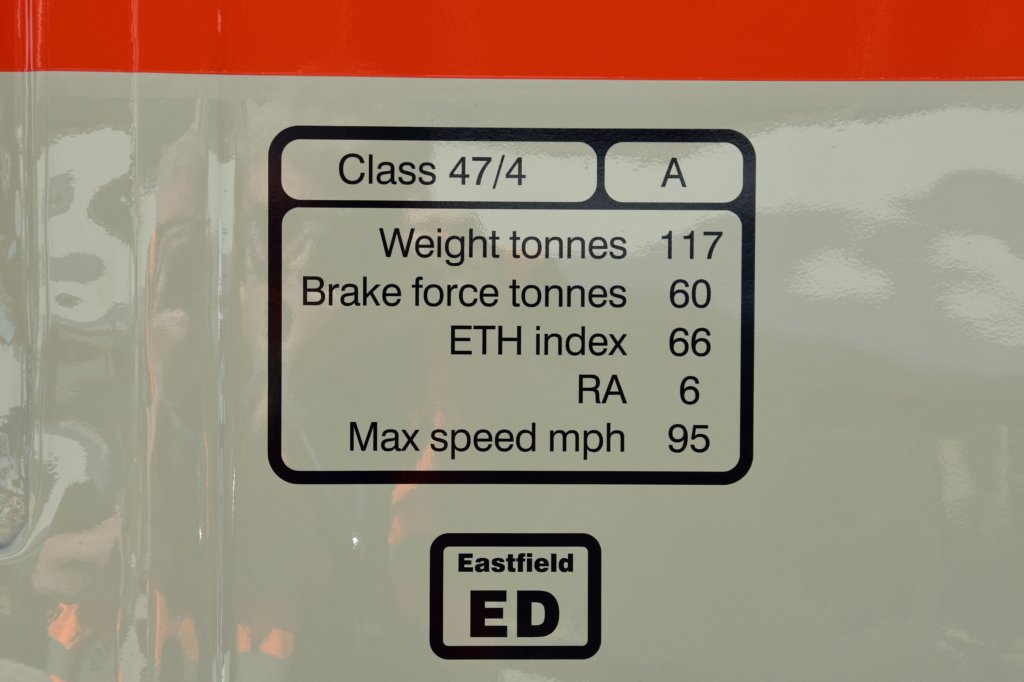 Class 47/4 A
Weight tonnes 117
Brake force tonnes 60
ETH index 66
RA 6
Max speed mph 95
Eastfield
ED